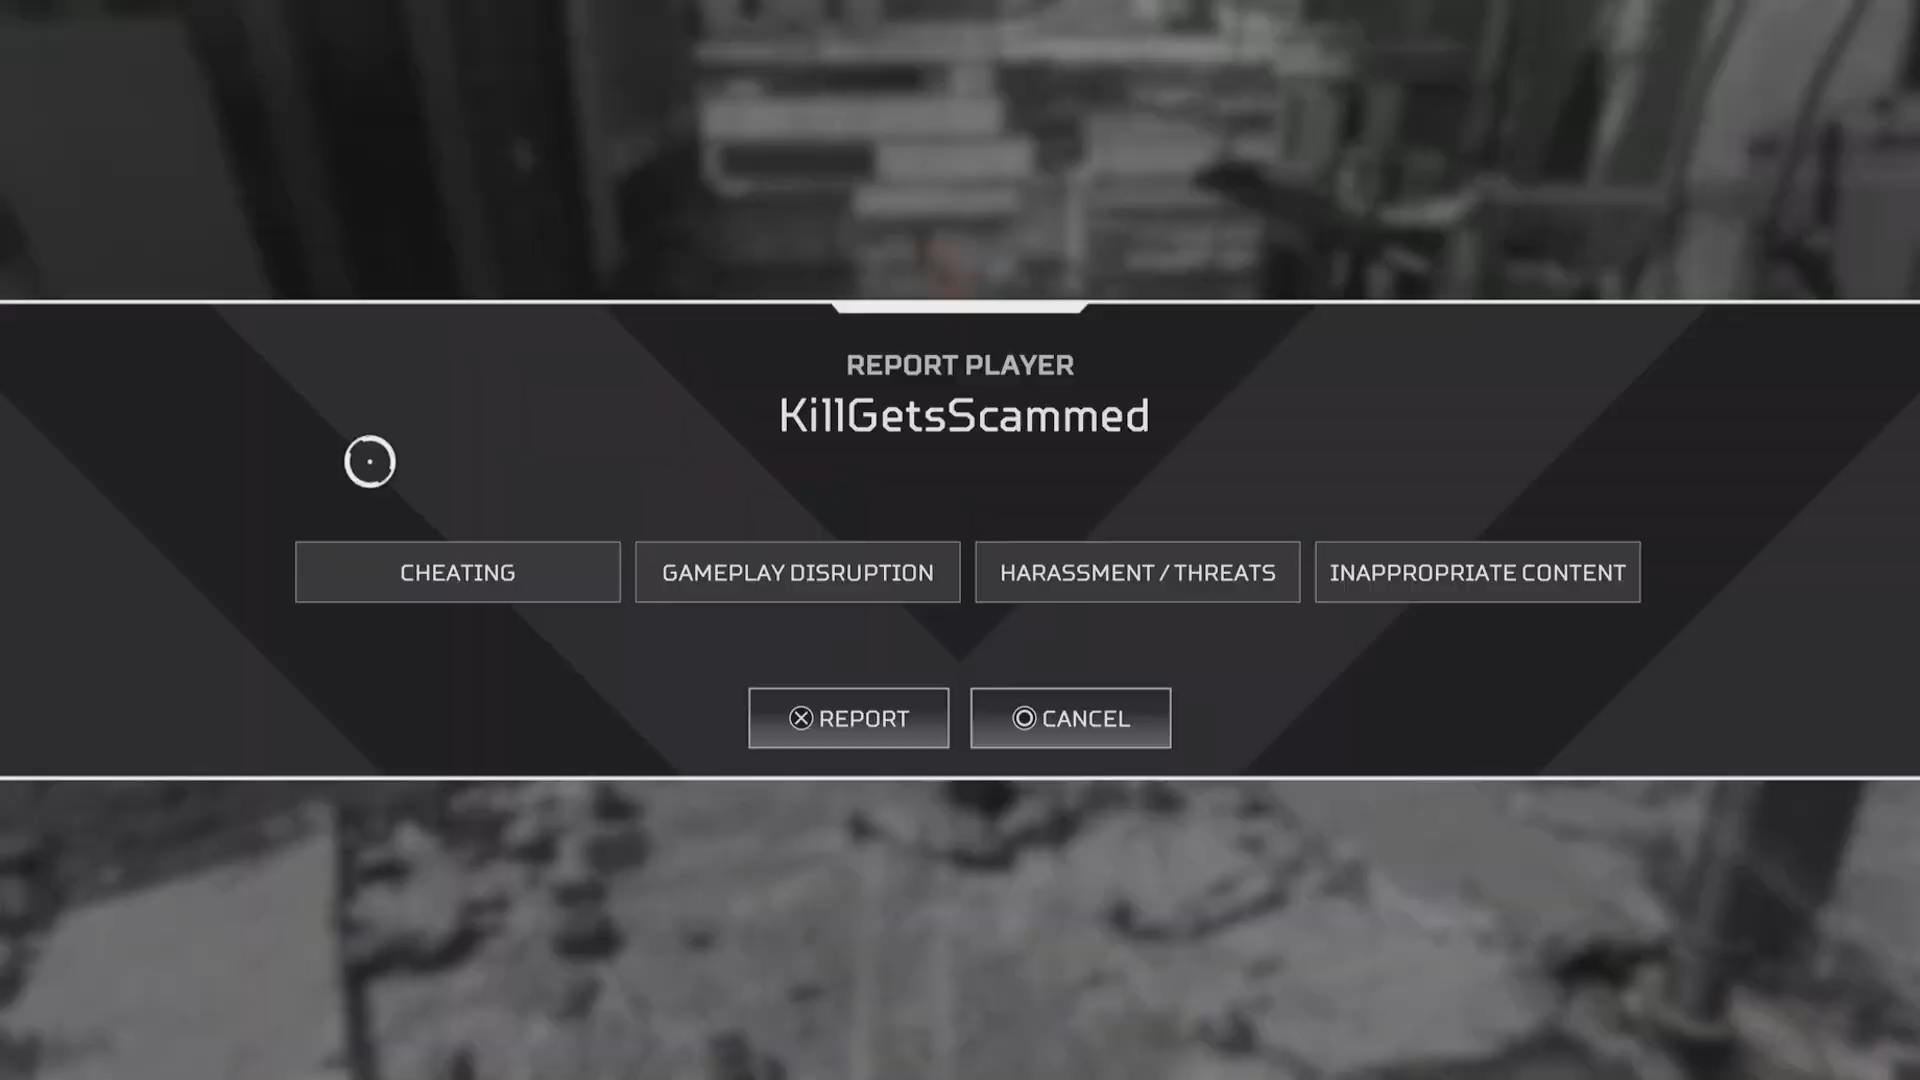 REPORT PLAYER
KillGetsScammed
CHEATING
GAMEPLAY DISRUPTION
HARASSMENT / THREATS
INAPPROPRIATE CONTENT
REPORT
CANCEL